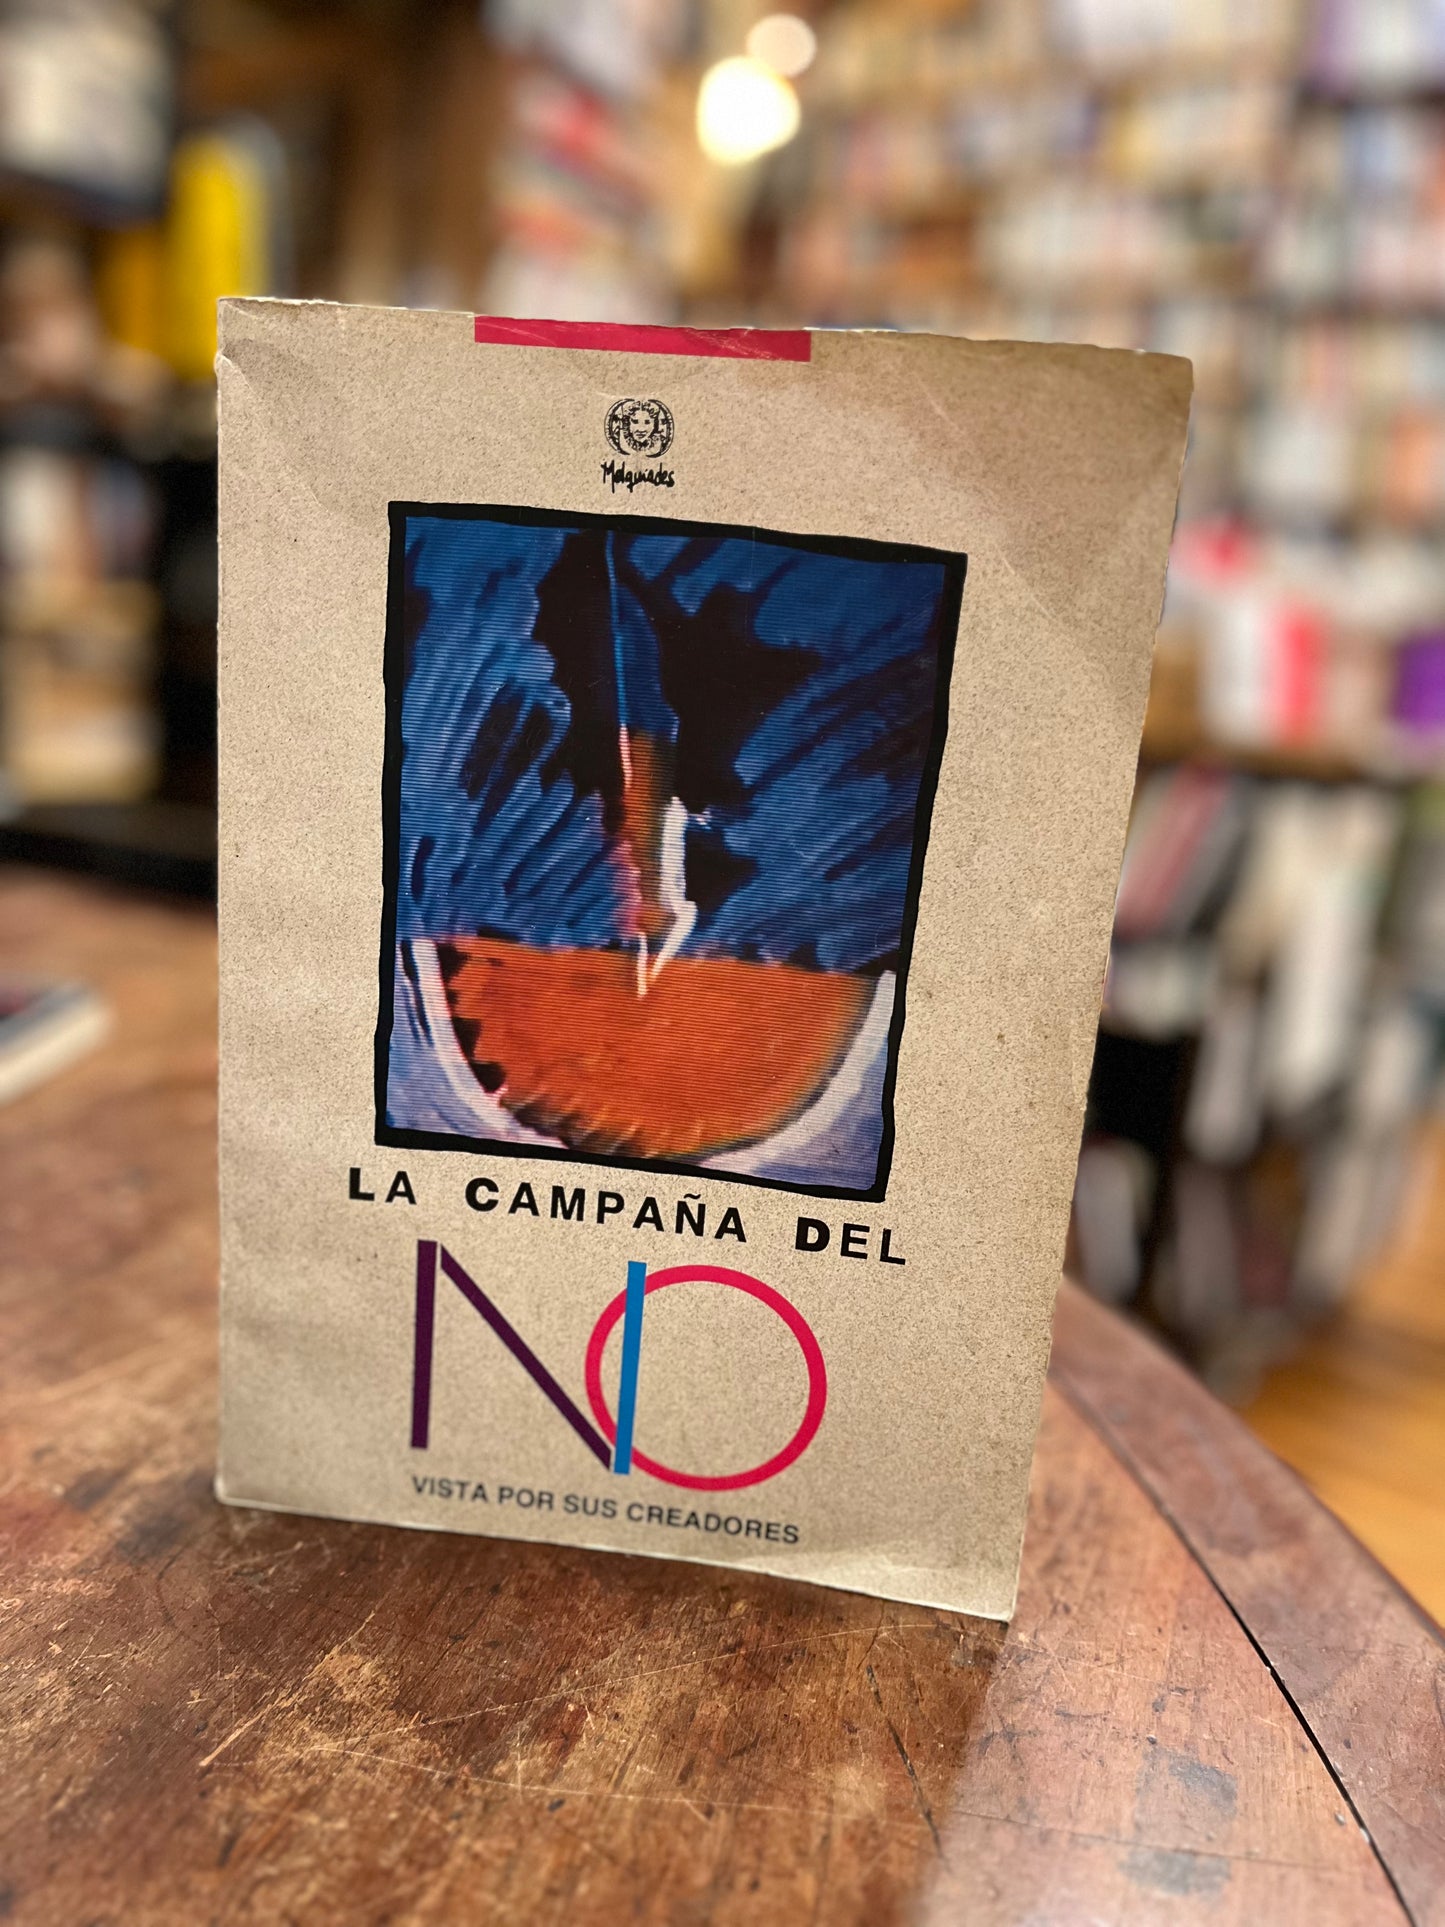 Melquiades
LA CAMPAÑA DEL
NO
VISTA POR SUS CREADORES